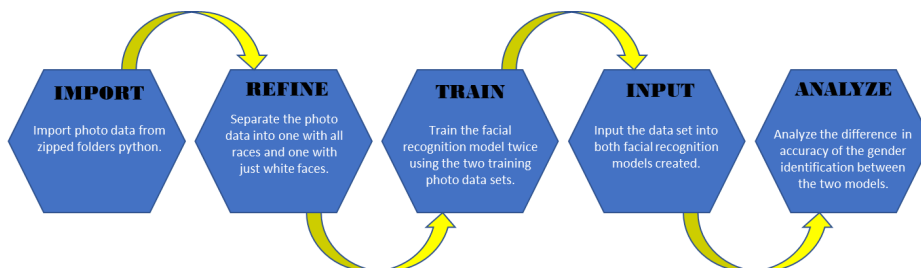 IMPORT
Import photo data from
zipped folders python.
REFINE
Separate the photo
data into one with all
races and one with
just white faces.
TRAIN
Train the facial
recognition model twice
using the two training
photo data sets.
INPUT
Input the data set into
both facial recognition
models created.
ANALYZE
Analyze the difference in
accuracy of the gender
identification between
the two models.